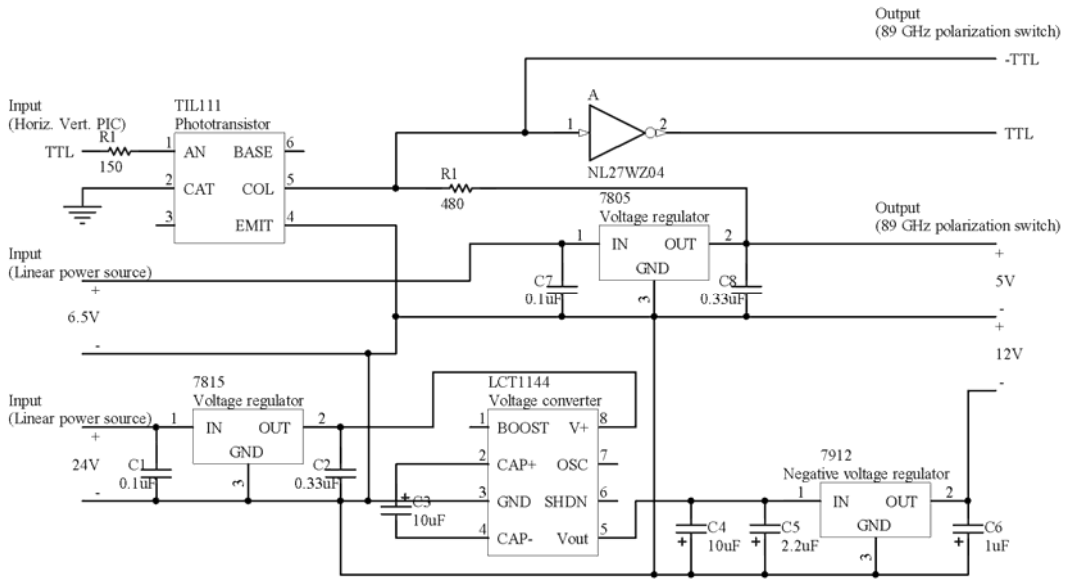 Output
(89 GHz polarization switch)
-TTL
Input
(Horiz. Vert. PIC)
TIL111
Phototransistor
A
R1
TTL
150
1 AN BASE 6
2 CAT COL 5
3 EMIT 4
1 2
TTL
NL27WZ04
R1
480
7805
Voltage regulator
Output
(89 GHz polarization switch)
1 IN OUT 2
GND
3
Input
(Linear power source)
+
6.5V
-
C7
0.1uF
C8
0.33uF
+
5V
-
+
12V
-
7815
Voltage regulator
LCT1144
Voltage converter
Input
(Linear power source)
+
24V
-
1 IN OUT 2
GND
3
C1
0.1uF
C2
0.33uF
1 BOOST V+ 8
2 CAP+ OSC 7
3 GND SHDN 6
4 CAP- Vout 5
+
C3
10uF
7912
Negative voltage regulator
1 IN OUT 2
GND
3
C4
+
10uF
C5
+
2.2uF
C6
+
1uF